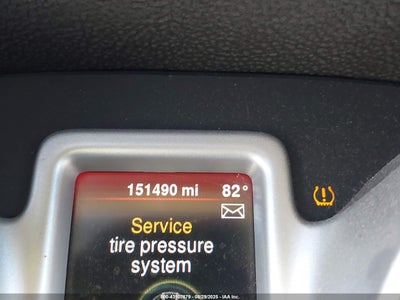 151490 mi 82°
Service
tire pressure
system